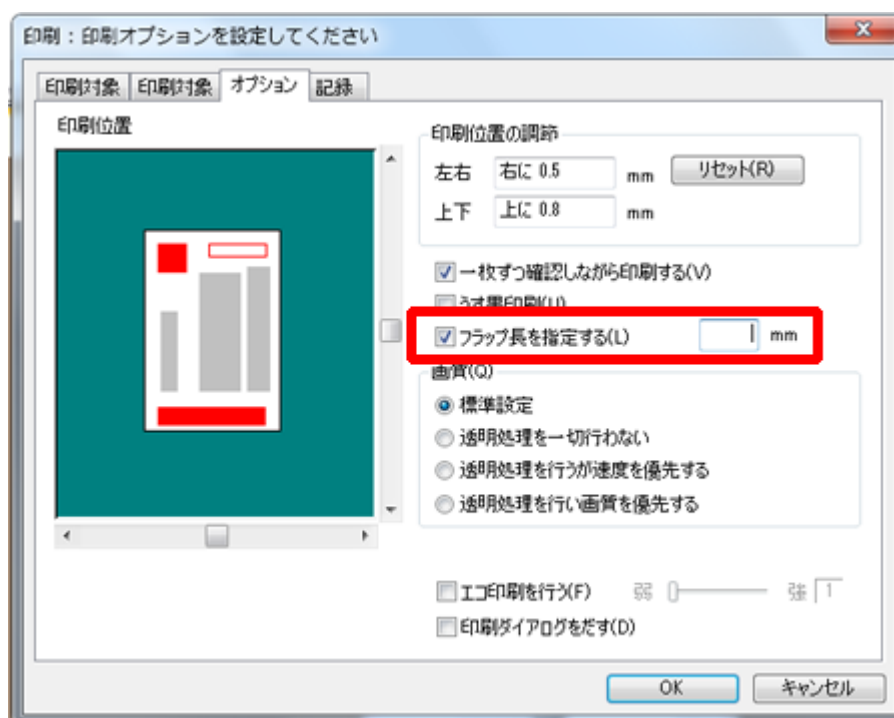 印刷：印刷オプションを設定してください
印刷対象 印刷対象 オプション 記録
印刷位置
印刷位置の調節
左右 右に 0.5 mm リセット(R)
上下 上に 0.8 mm
一枚ずつ確認しながら印刷する(V)
うす墨印刷(U)
フラップ長を指定する(L) mm
画質(Q)
標準設定
透明処理を一切行わない
透明処理を行うが速度を優先する
透明処理を行い画質を優先する
エコ印刷を行う(F) 弱 強 1
印刷ダイアログをだす(D)
OK キャンセル